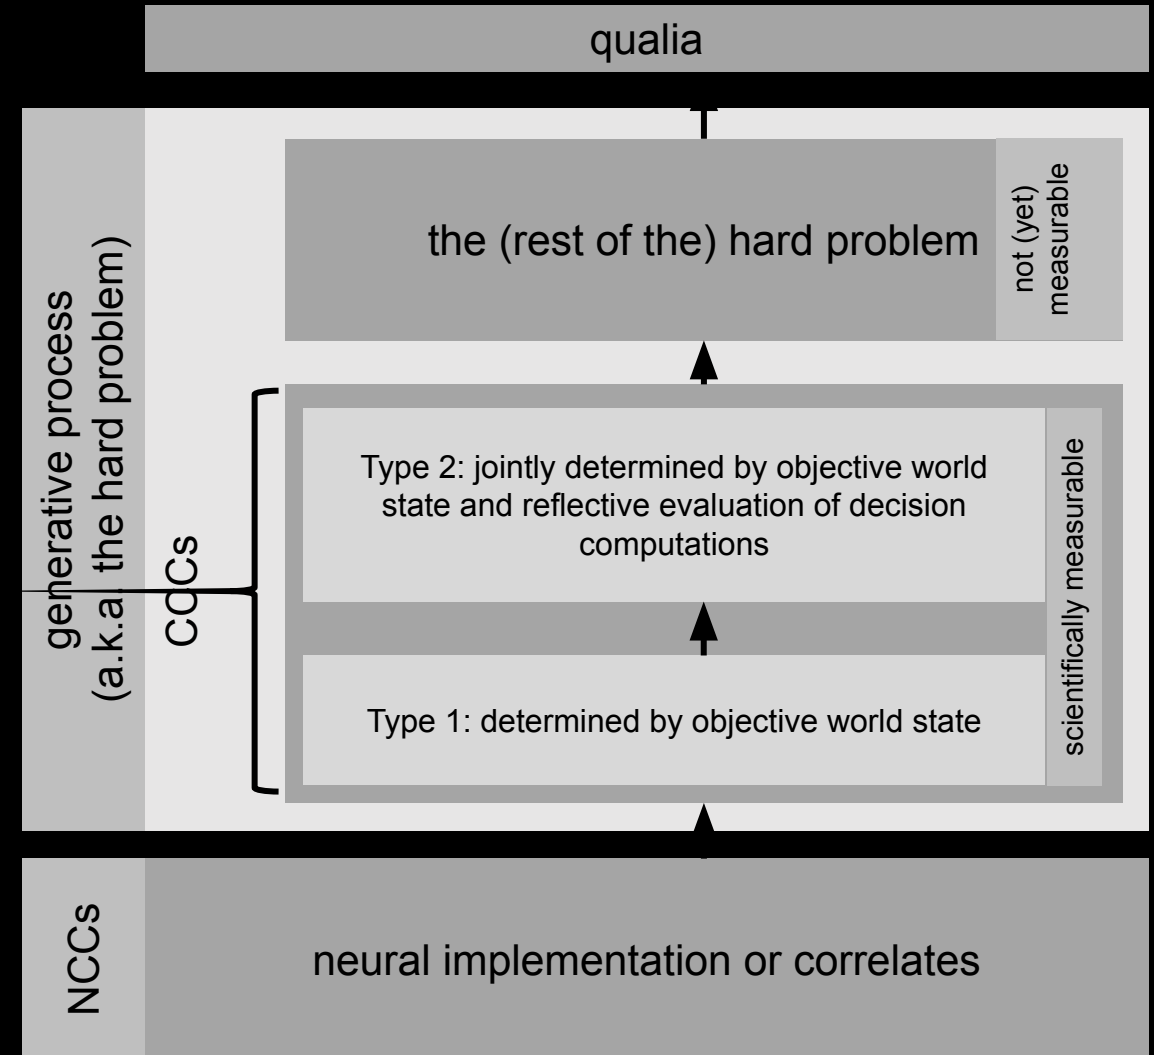 qualia
generative process
(a.k.a. the hard problem)
the (rest of the) hard problem
not (yet)
measurable
CCCs
Type 2: jointly determined by objective world
state and reflective evaluation of decision
computations
Type 1: determined by objective world state
scientifically measurable
NCCs
neural implementation or correlates